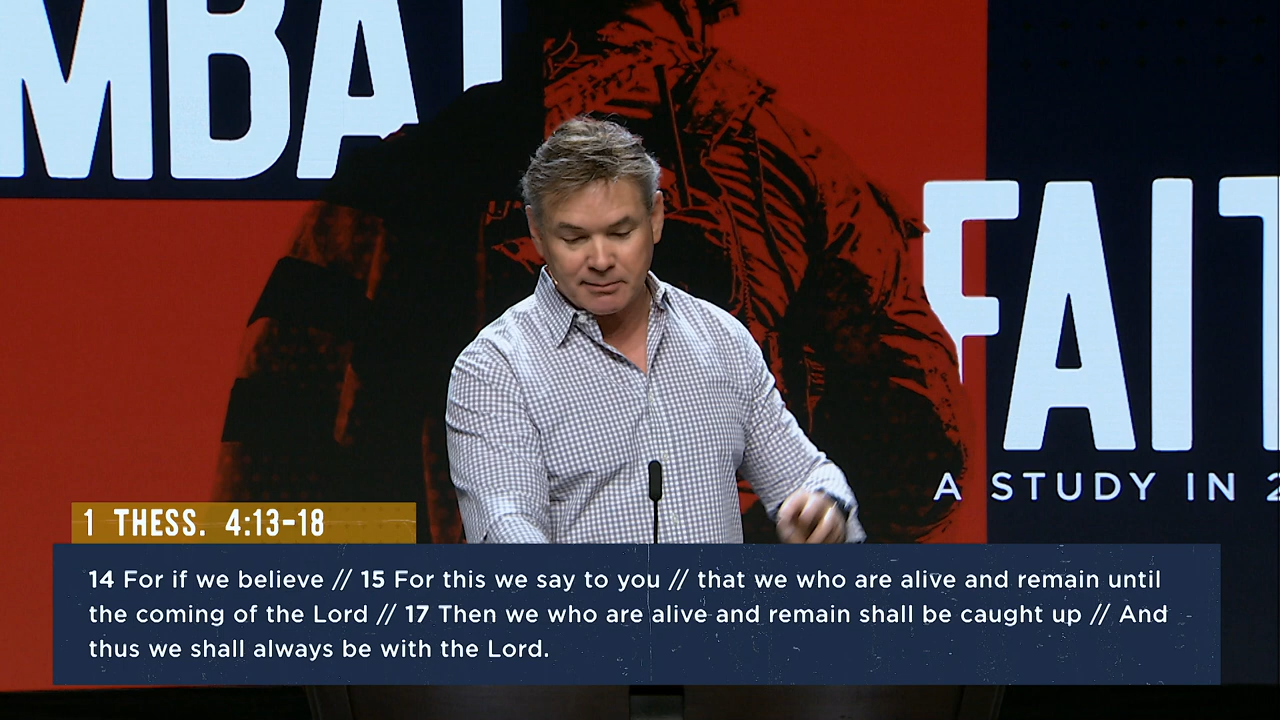 MBAT
FAIT
A STUDY IN 2
1 THESS. 4:13-18
14 For if we believe // 15 For this we say to you // that we who are alive and remain until
the coming of the Lord // 17 Then we who are alive and remain shall be caught up // And
thus we shall always be with the Lord.